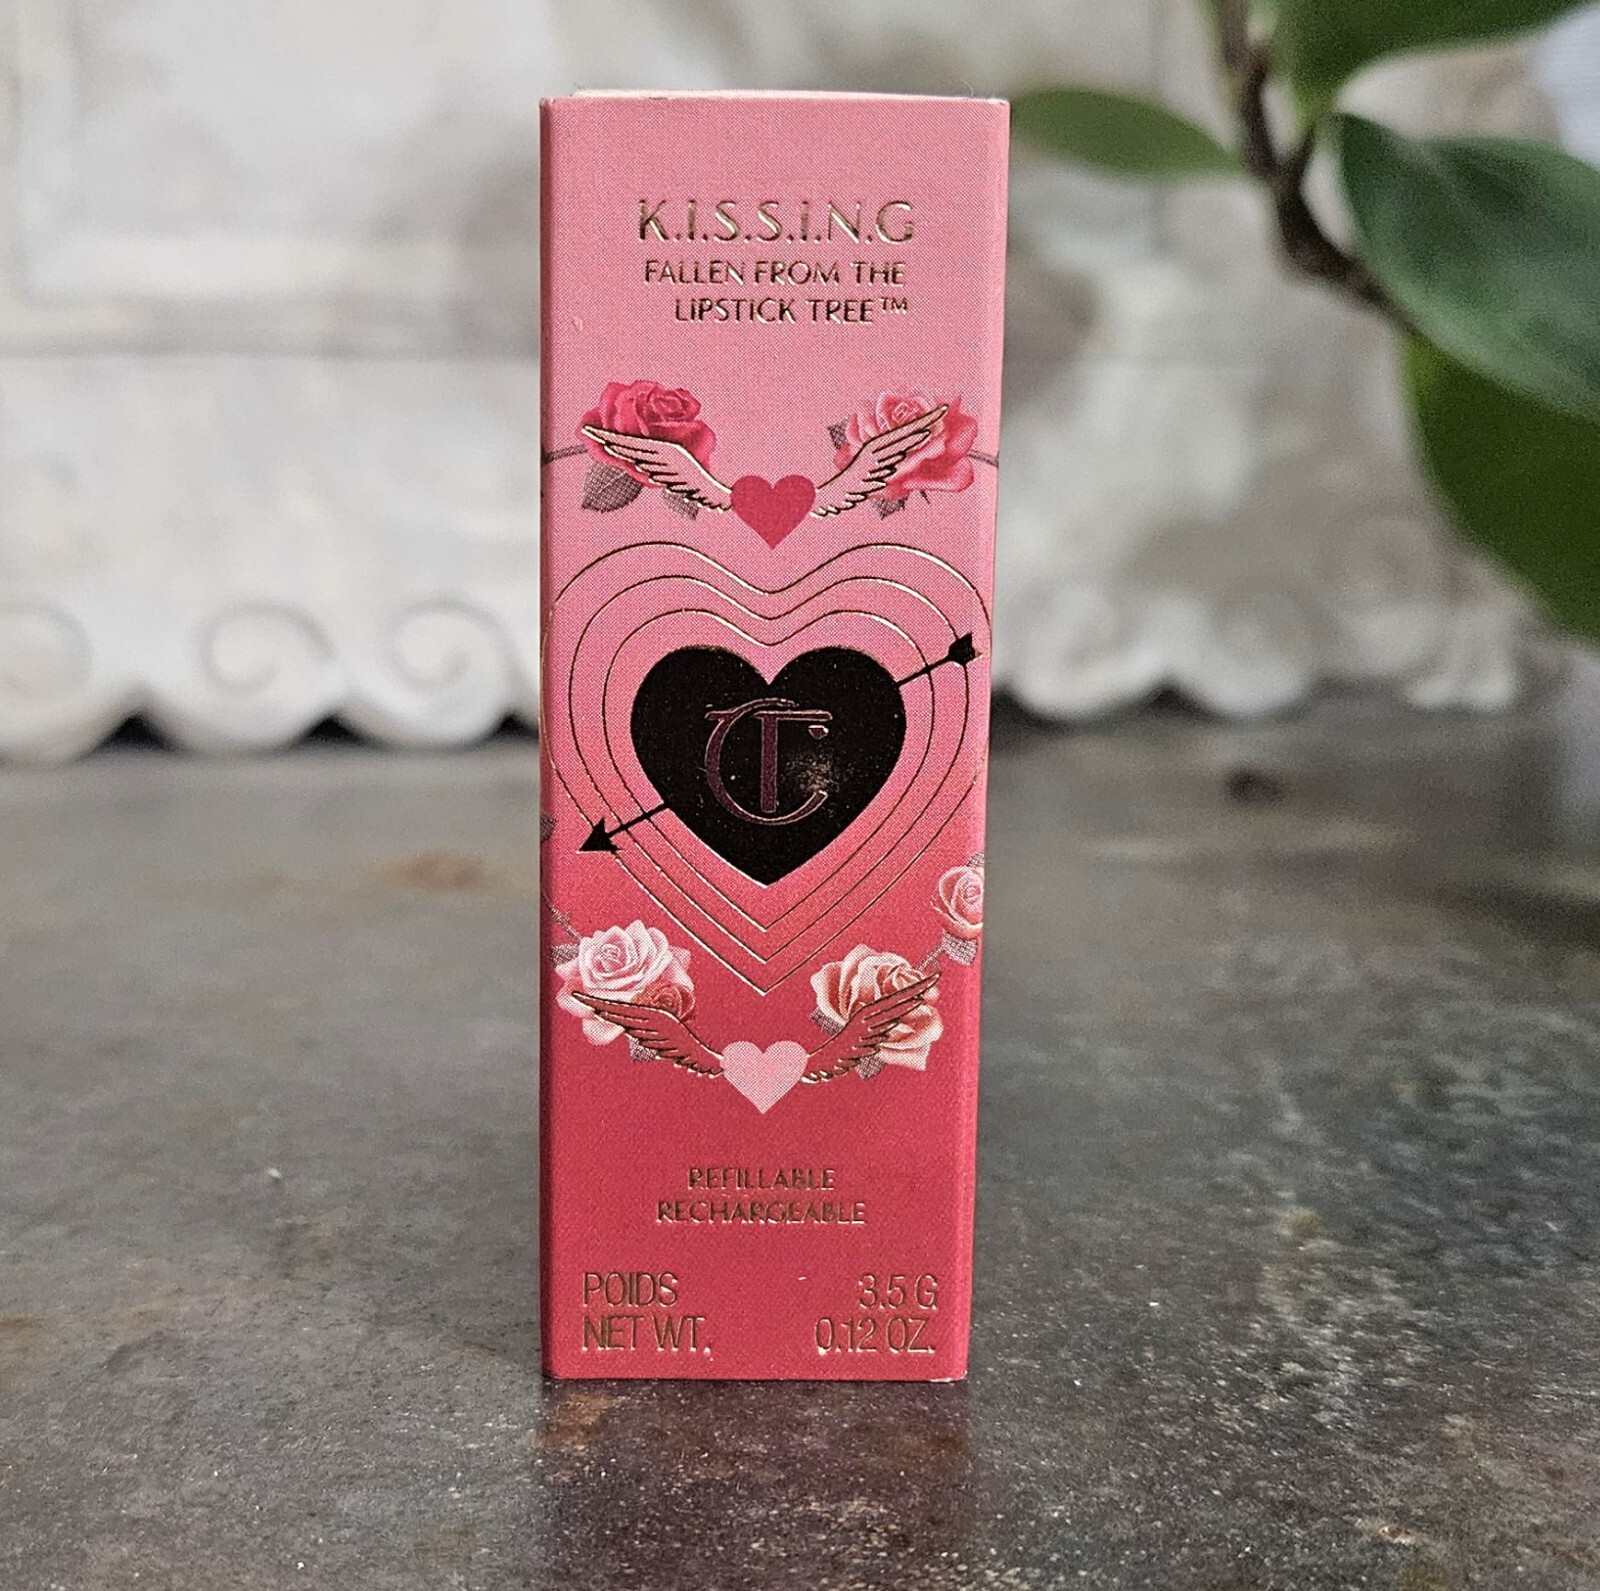 K.I.S.S.I.N.G
FALLEN FROM THE
LIPSTICK TREE™
CT
REFILLABLE
RECHARGEABLE
POIDS 3.5 G
NET WT. 0.12 OZ.